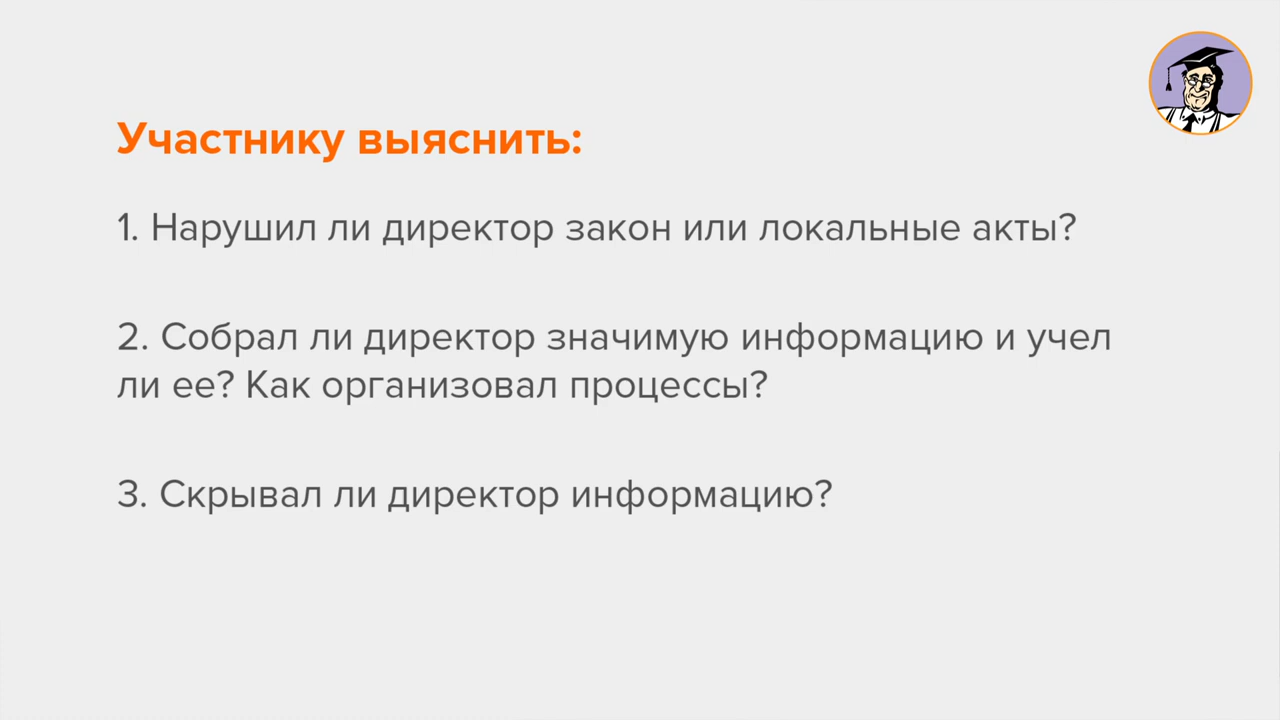 Участнику выяснить:
1. Нарушил ли директор закон или локальные акты?
2. Собрал ли директор значимую информацию и учел
ли ее? Как организовал процессы?
3. Скрывал ли директор информацию?